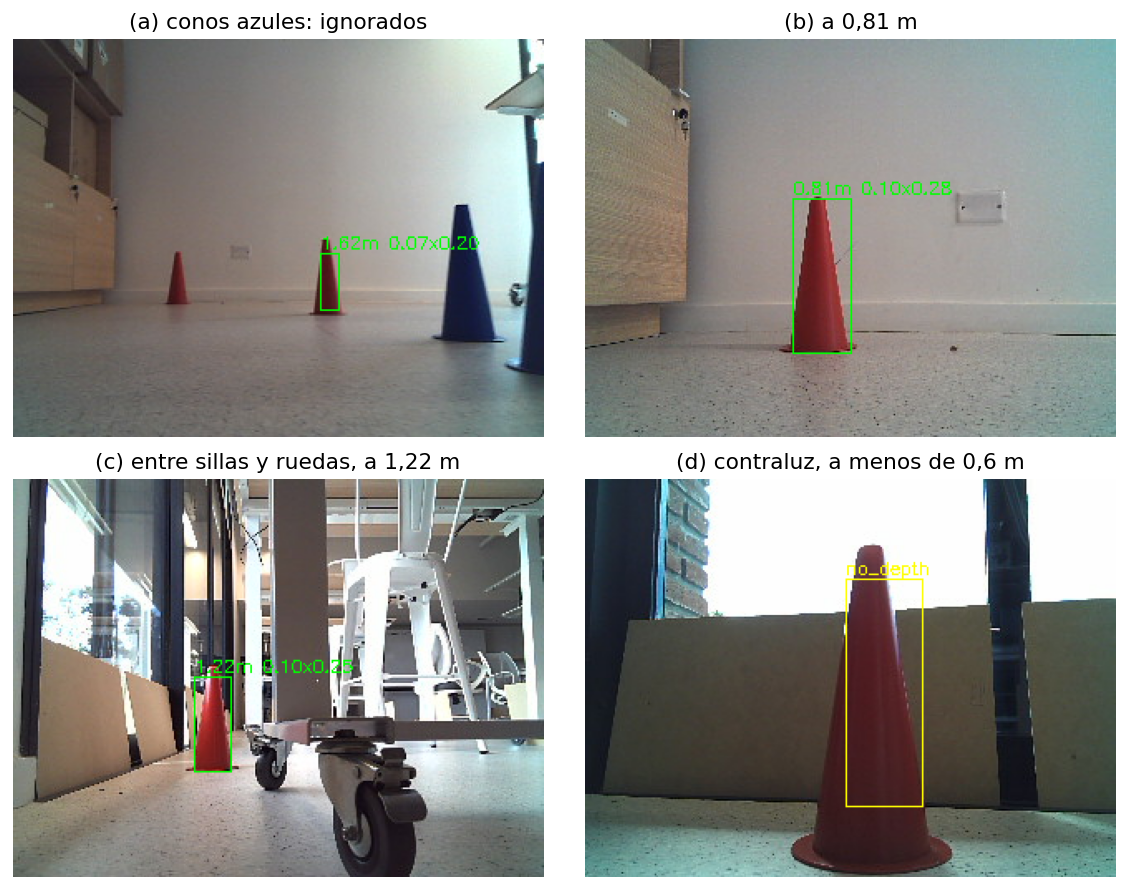 (a) conos azules: ignorados
(b) a 0,81 m
1.62m 0.07x0.20
0.81m 0.10x0.28
(c) entre sillas y ruedas, a 1,22 m
(d) contraluz, a menos de 0,6 m
1.22m 0.10x0.25
no_depth